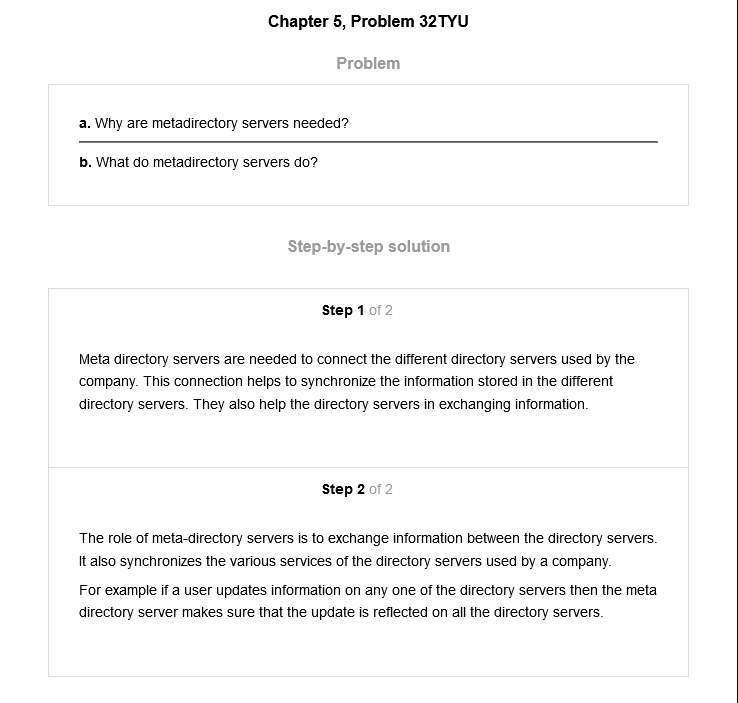 Chapter 5, Problem 32TYU
Problem
a. Why are metadirectory servers needed?
b. What do metadirectory servers do?
Step-by-step solution
Step 1 of 2
Meta directory servers are needed to connect the different directory servers used by the
company. This connection helps to synchronize the information stored in the different
directory servers. They also help the directory servers in exchanging information.
Step 2 of 2
The role of meta-directory servers is to exchange information between the directory servers.
It also synchronizes the various services of the directory servers used by a company.
For example if a user updates information on any one of the directory servers then the meta
directory server makes sure that the update is reflected on all the directory servers.